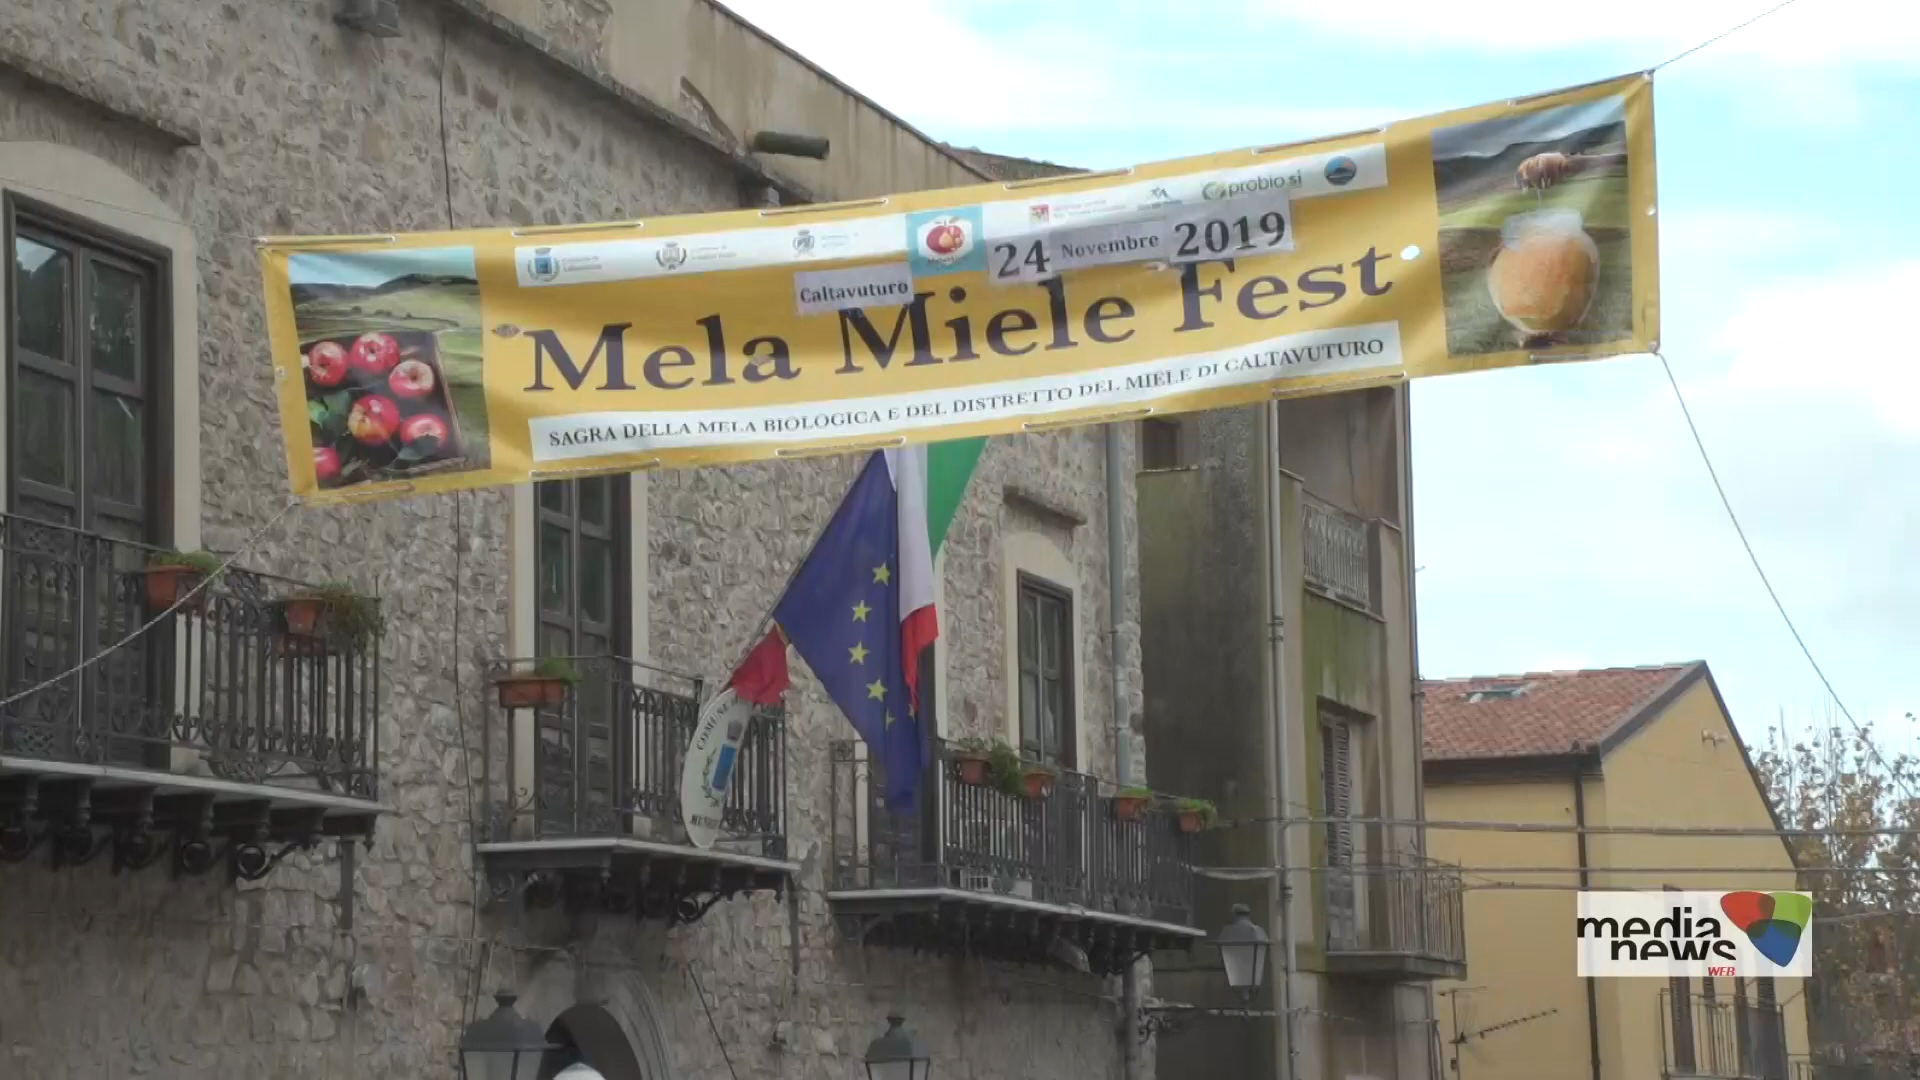 probio si
24 Novembre 2019
Caltavuturo
Mela Miele Fest
SAGRA DELLA MELA BIOLOGICA E DEL DISTRETTO DEL MIELE DI CALTAVUTURO
COMUNE
media
news
WEB